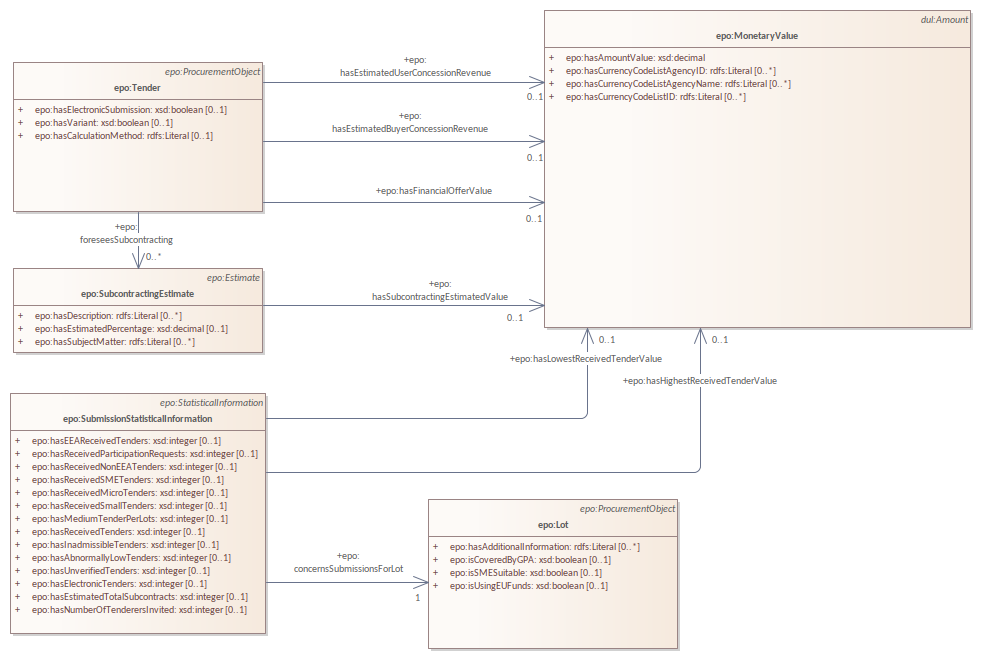 epo:ProcurementObject
epo:Tender
+ epo:hasElectronicSubmission: xsd:boolean [0..1]
+ epo:hasVariant: xsd:boolean [0..1]
+ epo:hasCalculationMethod: rdfs:Literal [0..1]
dul:Amount
epo:MonetaryValue
+ epo:hasAmountValue: xsd:decimal
+ epo:hasCurrencyCodeListAgencyID: rdfs:Literal [0..*]
+ epo:hasCurrencyCodeListAgencyName: rdfs:Literal [0..*]
+ epo:hasCurrencyCodeListID: rdfs:Literal [0..*]
+epo:
hasEstimatedUserConcessionRevenue
0..1
+epo:
hasEstimatedBuyerConcessionRevenue
0..1
+epo:hasFinancialOfferValue
0..1
+epo:
foreseesSubcontracting
0..*
epo:Estimate
epo:SubcontractingEstimate
+ epo:hasDescription: rdfs:Literal [0..*]
+ epo:hasEstimatedPercentage: xsd:decimal [0..1]
+ epo:hasSubjectMatter: rdfs:Literal [0..*]
+epo:
hasSubcontractingEstimatedValue
0..1
0..1
+epo:hasLowestReceivedTenderValue
0..1
+epo:hasHighestReceivedTenderValue
epo:StatisticalInformation
epo:SubmissionStatisticalInformation
+ epo:hasEEAReceivedTenders: xsd:integer [0..1]
+ epo:hasReceivedParticipationRequests: xsd:integer [0..1]
+ epo:hasReceivedNonEEATenders: xsd:integer [0..1]
+ epo:hasReceivedSMETenders: xsd:integer [0..1]
+ epo:hasReceivedMicroTenders: xsd:integer [0..1]
+ epo:hasReceivedSmallTenders: xsd:integer [0..1]
+ epo:hasMediumTenderPerLots: xsd:integer [0..1]
+ epo:hasReceivedTenders: xsd:integer [0..1]
+ epo:hasInadmissibleTenders: xsd:integer [0..1]
+ epo:hasAbnormallyLowTenders: xsd:integer [0..1]
+ epo:hasUnverifiedTenders: xsd:integer [0..1]
+ epo:hasElectronicTenders: xsd:integer [0..1]
+ epo:hasEstimatedTotalSubcontracts: xsd:integer [0..1]
+ epo:hasNumberOfTenderersInvited: xsd:integer [0..1]
+epo:
concernsSubmissionsForLot
1
epo:ProcurementObject
epo:Lot
+ epo:hasAdditionalInformation: rdfs:Literal [0..*]
+ epo:isCoveredByGPA: xsd:boolean [0..1]
+ epo:isSMESuitable: xsd:boolean [0..1]
+ epo:isUsingEUFunds: xsd:boolean [0..1]